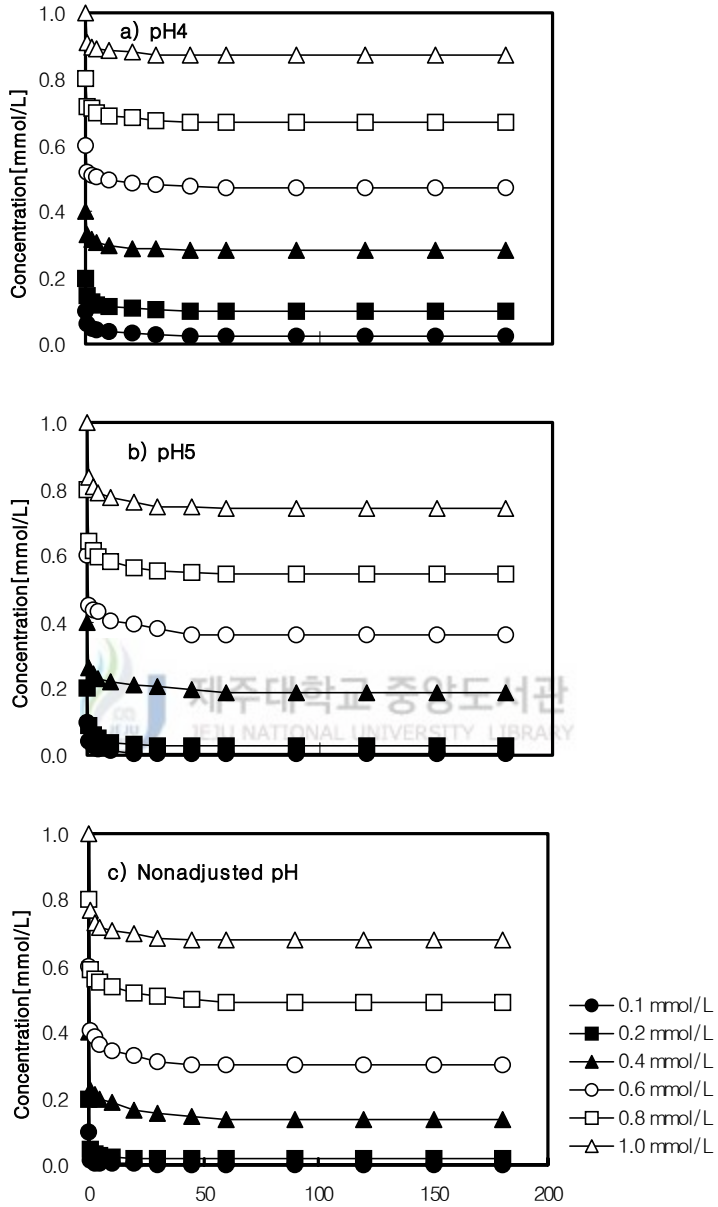 a) pH4
Concentration[mmol/L]
1.0
0.8
0.6
0.4
0.2
0.0
b) pH5
Concentration[mmol/L]
1.0
0.8
0.6
0.4
0.2
0.0
제주대학교 중앙도서관
JEJU NATIONAL UNIVERSITY LIBRARY
JEJU
c) Nonadjusted pH
Concentration[mmol/L]
1.0
0.8
0.6
0.4
0.2
0.0
0 50 100 150 200
0.1 mmol/L
0.2 mmol/L
0.4 mmol/L
0.6 mmol/L
0.8 mmol/L
1.0 mmol/L